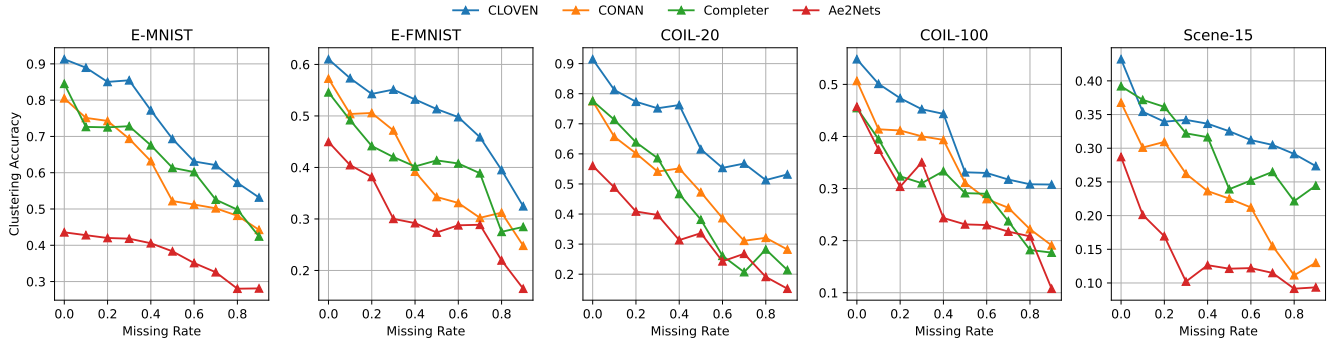 CLOVEN CONAN Completer Ae2Nets
E-MNIST
E-FMNIST
COIL-20
COIL-100
Scene-15
Clustering Accuracy
0.9
0.8
0.7
0.6
0.5
0.4
0.3
0.0 0.2 0.4 0.6 0.8
Missing Rate
0.6
0.5
0.4
0.3
0.2
0.0 0.2 0.4 0.6 0.8
Missing Rate
0.9
0.8
0.7
0.6
0.5
0.4
0.3
0.2
0.0 0.2 0.4 0.6 0.8
Missing Rate
0.5
0.4
0.3
0.2
0.1
0.0 0.2 0.4 0.6 0.8
Missing Rate
0.40
0.35
0.30
0.25
0.20
0.15
0.10
0.0 0.2 0.4 0.6 0.8
Missing Rate